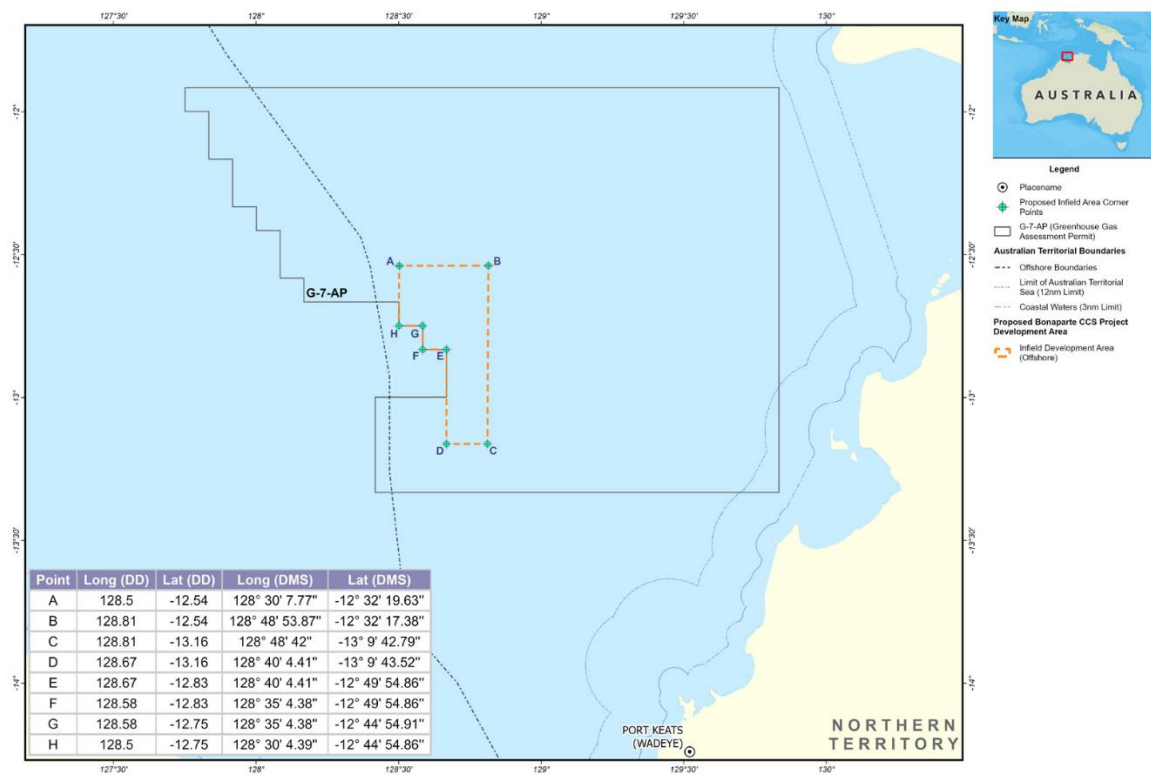 127°30'
128°
128°30'
129°
129°30'
130°
-12°
-12°30'
-13°
-13°30'
-14°
-12°
-12°30'
-13°
-13°30'
-14°
A
B
G-7-AP
H
G
F
E
D
C
Point Long (DD) Lat (DD) Long (DMS) Lat (DMS)
A 128.5 -12.54 128° 30' 7.77" -12° 32' 19.63"
B 128.81 -12.54 128° 48' 53.87" -12° 32' 17.38"
C 128.81 -13.16 128° 48' 42" -13° 9' 42.79"
D 128.67 -13.16 128° 40' 4.41" -13° 9' 43.52"
E 128.67 -12.83 128° 40' 4.41" -12° 49' 54.86"
F 128.58 -12.83 128° 35' 4.38" -12° 49' 54.86"
G 128.58 -12.75 128° 35' 4.38" -12° 44' 54.91"
H 128.5 -12.75 128° 30' 4.39" -12° 44' 54.86"
PORT KEATS
(WADEYE)
NORTHERN
TERRITORY
127°30'
128°
128°30'
129°
129°30'
130°
Key Map
AUSTRALIA
Legend
Placename
Proposed Infield Area Corner
Points
G-7-AP (Greenhouse Gas
Assessment Permit)
Australian Territorial Boundaries
Offshore Boundaries
Limit of Australian Territorial
Sea (12nm Limit)
Coastal Waters (3nm Limit)
Proposed Bonaparte CCS Project
Development Area
Infield Development Area
(Offshore)